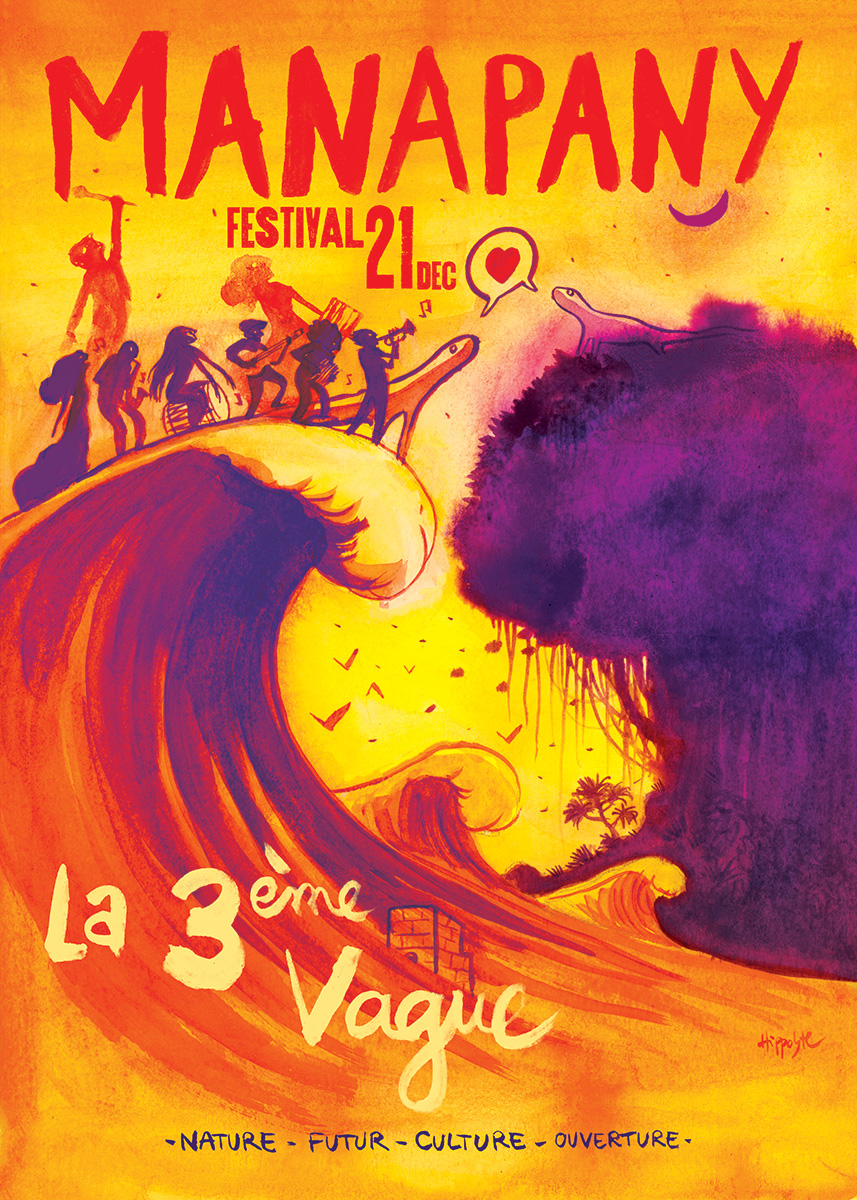 MANAPANY
FESTIVAL 21 DEC
La 3ème
Vague
Hippolyte
- NATURE - FUTUR - CULTURE - OUVERTURE -